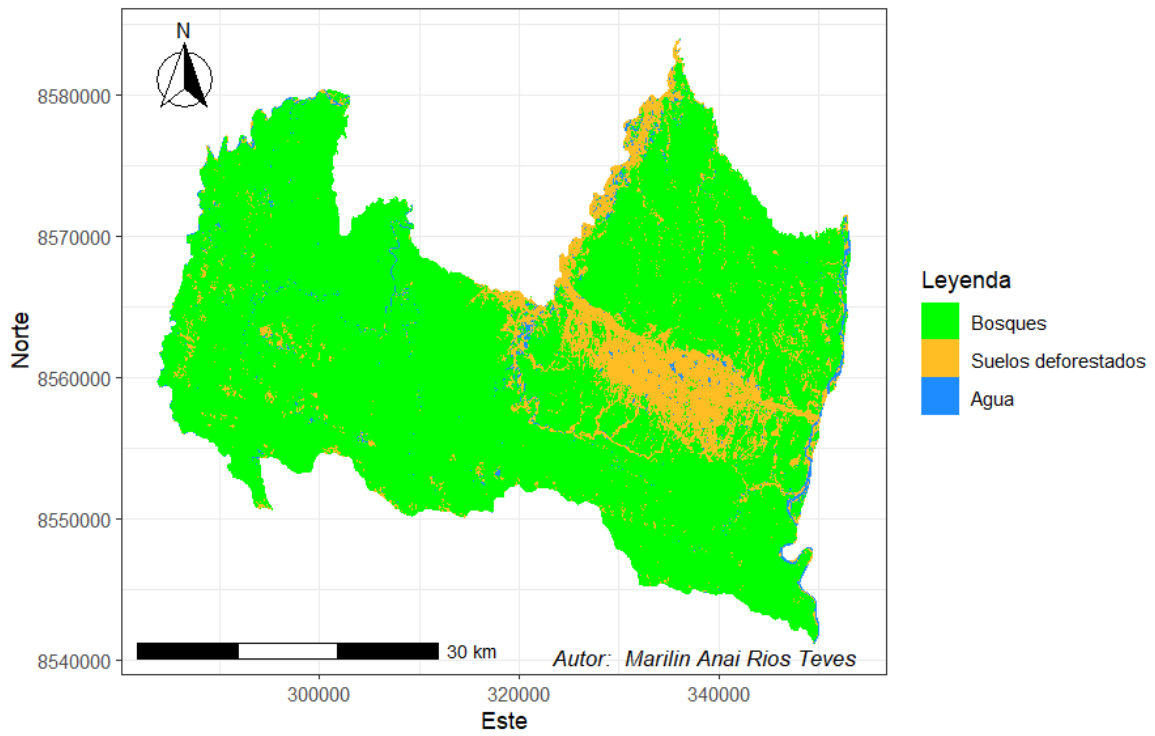 N
8580000
8570000
8560000
8550000
8540000
Norte
30 km
Autor: Marilin Anai Rios Teves
300000
320000
340000
Este
Leyenda
Bosques
Suelos deforestados
Agua